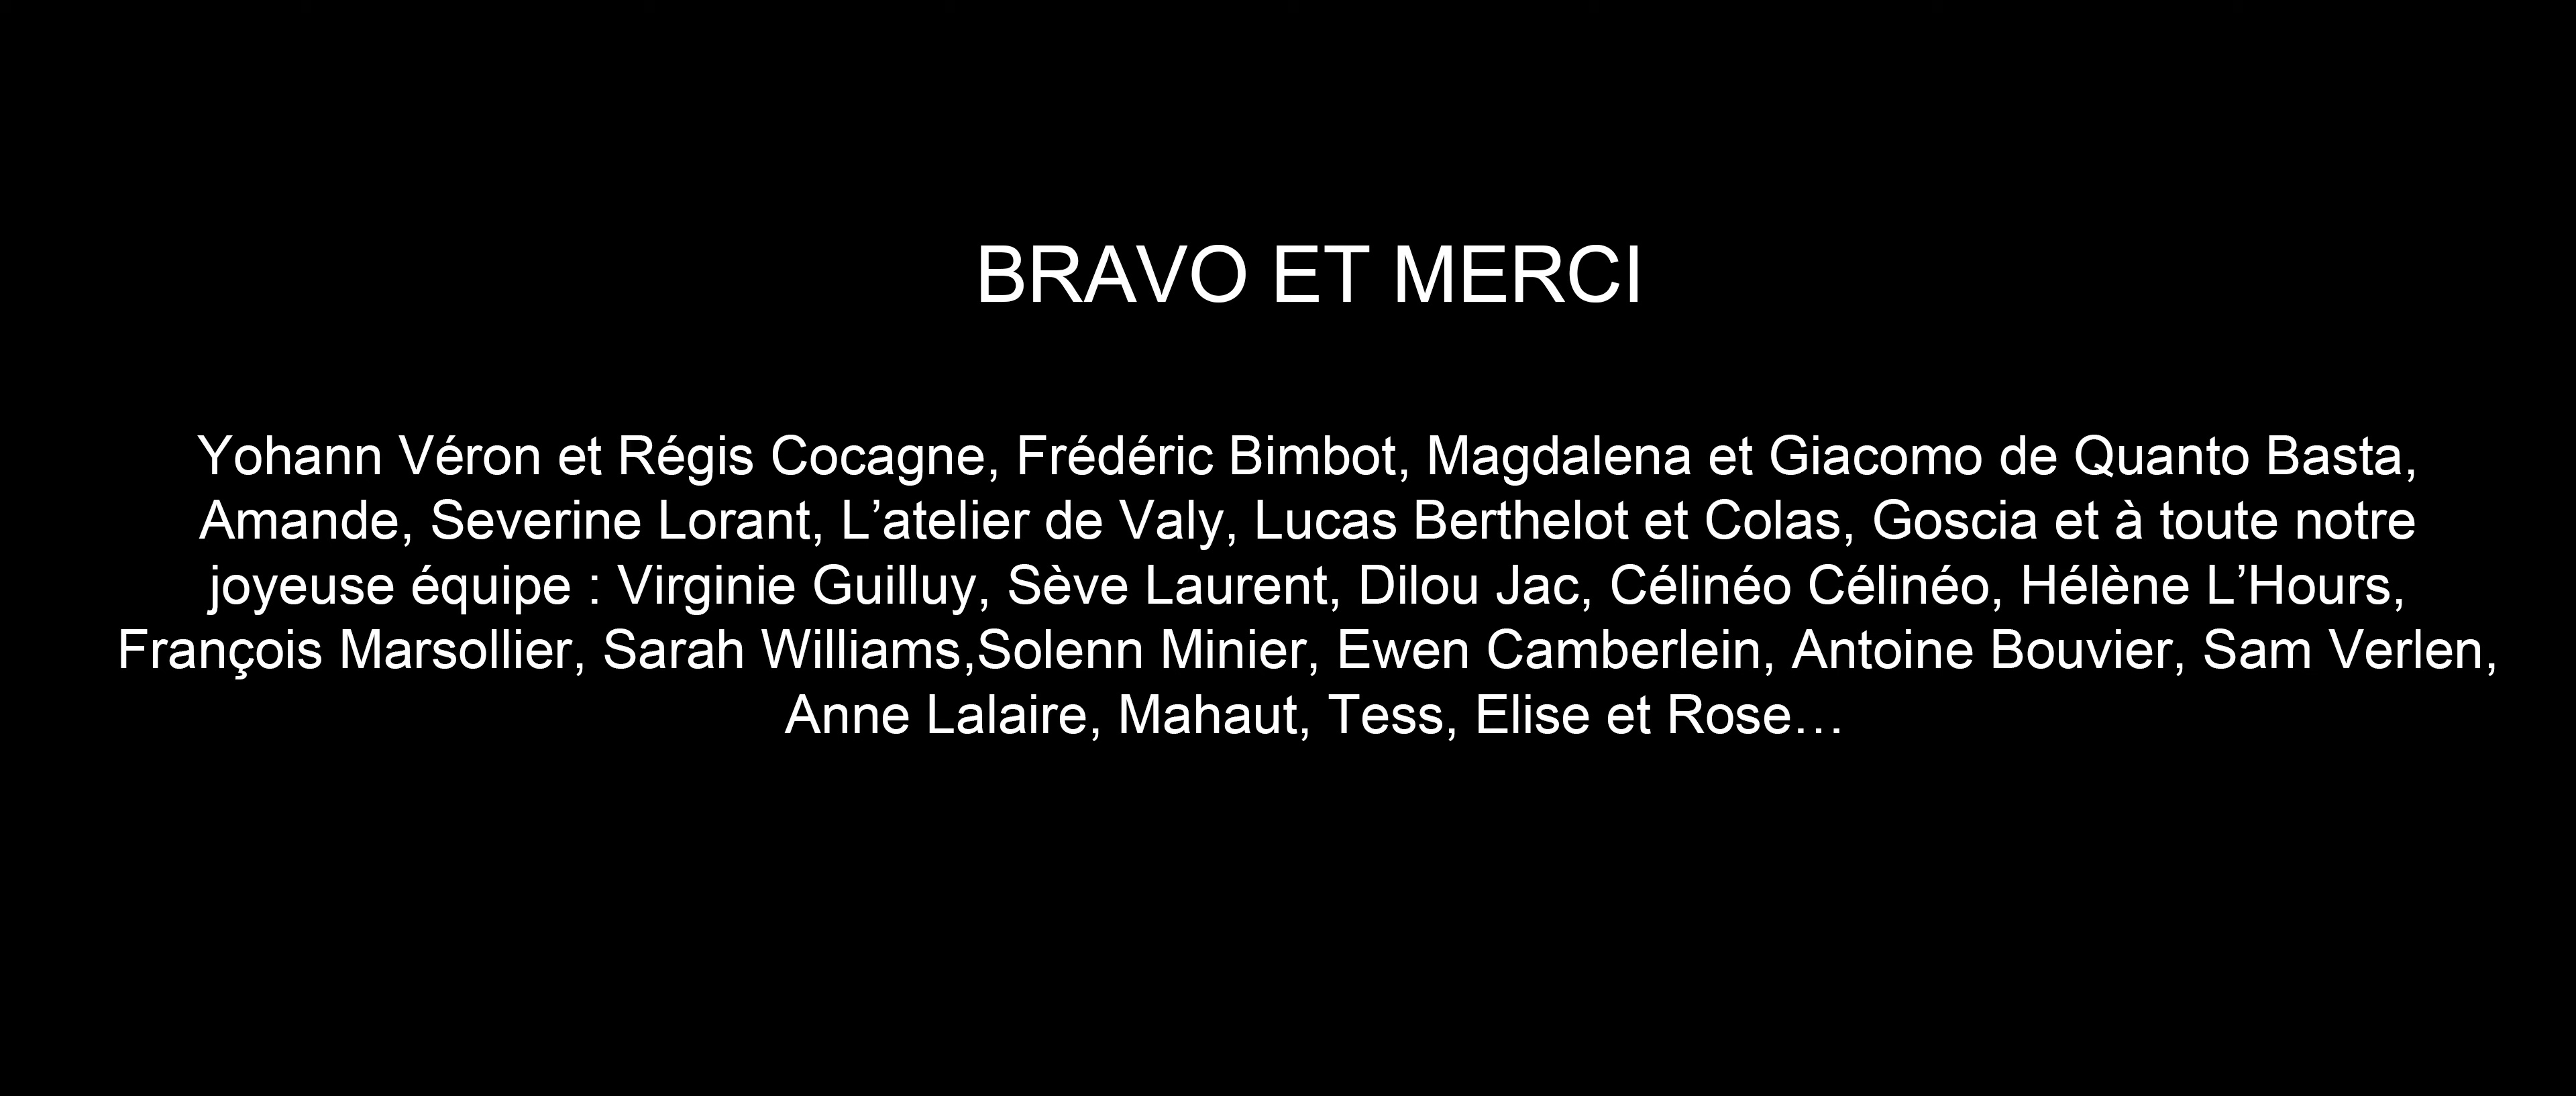 BRAVO ET MERCI
Yohann Véron et Régis Cocagne, Frédéric Bimbot, Magdalena et Giacomo de Quanto Basta,
Amande, Severine Lorant, L’atelier de Valy, Lucas Berthelot et Colas, Goscia et à toute notre
joyeuse équipe : Virginie Guilluy, Sève Laurent, Dilou Jac, Célinéo Célinéo, Hélène L’Hours,
François Marsollier, Sarah Williams,Solenn Minier, Ewen Camberlein, Antoine Bouvier, Sam Verlen,
Anne Lalaire, Mahaut, Tess, Elise et Rose…